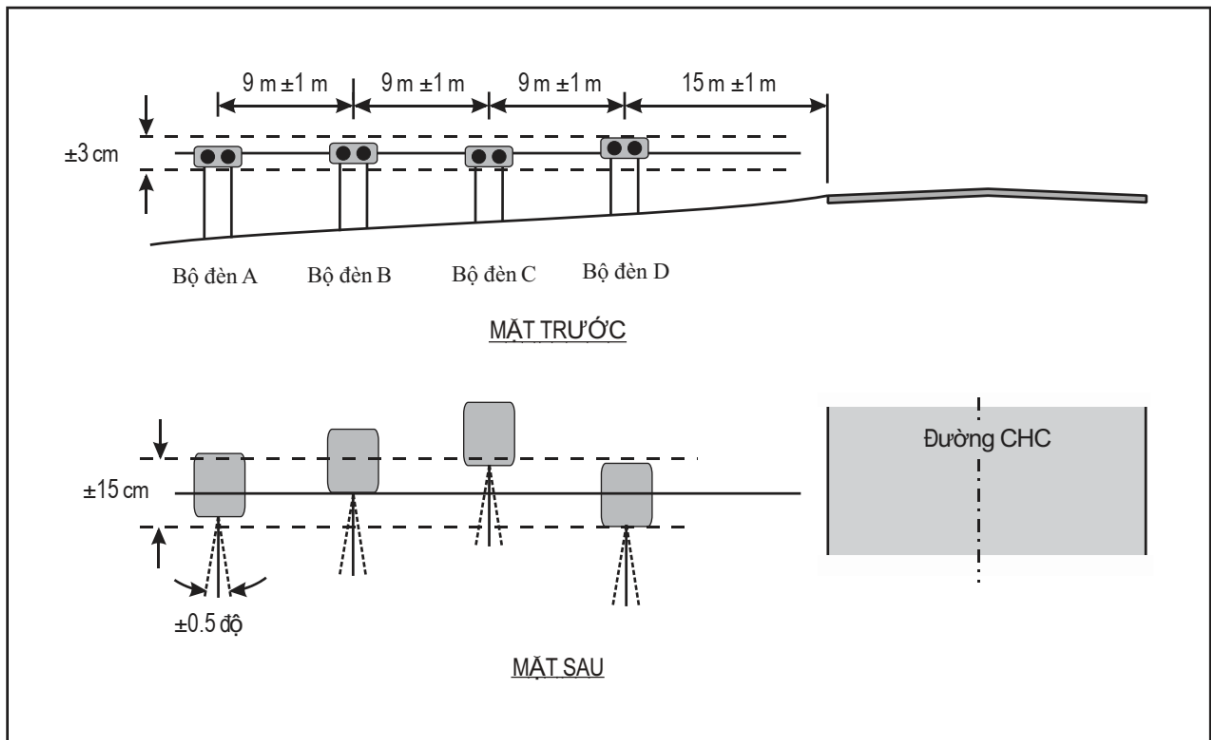 9 m ±1 m 9 m ±1 m 9 m ±1 m 15 m ±1 m
±3 cm
Bộ đèn A Bộ đèn B Bộ đèn C Bộ đèn D
MẶT TRƯỚC
Đường CHC
±15 cm
±0.5 độ
MẶT SAU